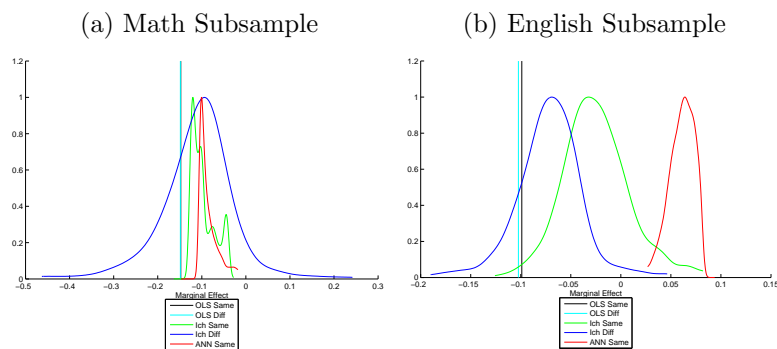 (a) Math Subsample
1.2
1
0.8
0.6
0.4
0.2
0
−0.5 −0.4 −0.3 −0.2 −0.1 0 0.1 0.2 0.3
Marginal Effect
OLS Same
OLS Diff
Ich Same
Ich Diff
ANN Same
(b) English Subsample
1.2
1
0.8
0.6
0.4
0.2
0
−0.2 −0.15 −0.1 −0.05 0 0.05 0.1 0.15
Marginal Effect
OLS Same
OLS Diff
Ich Same
Ich Diff
ANN Same